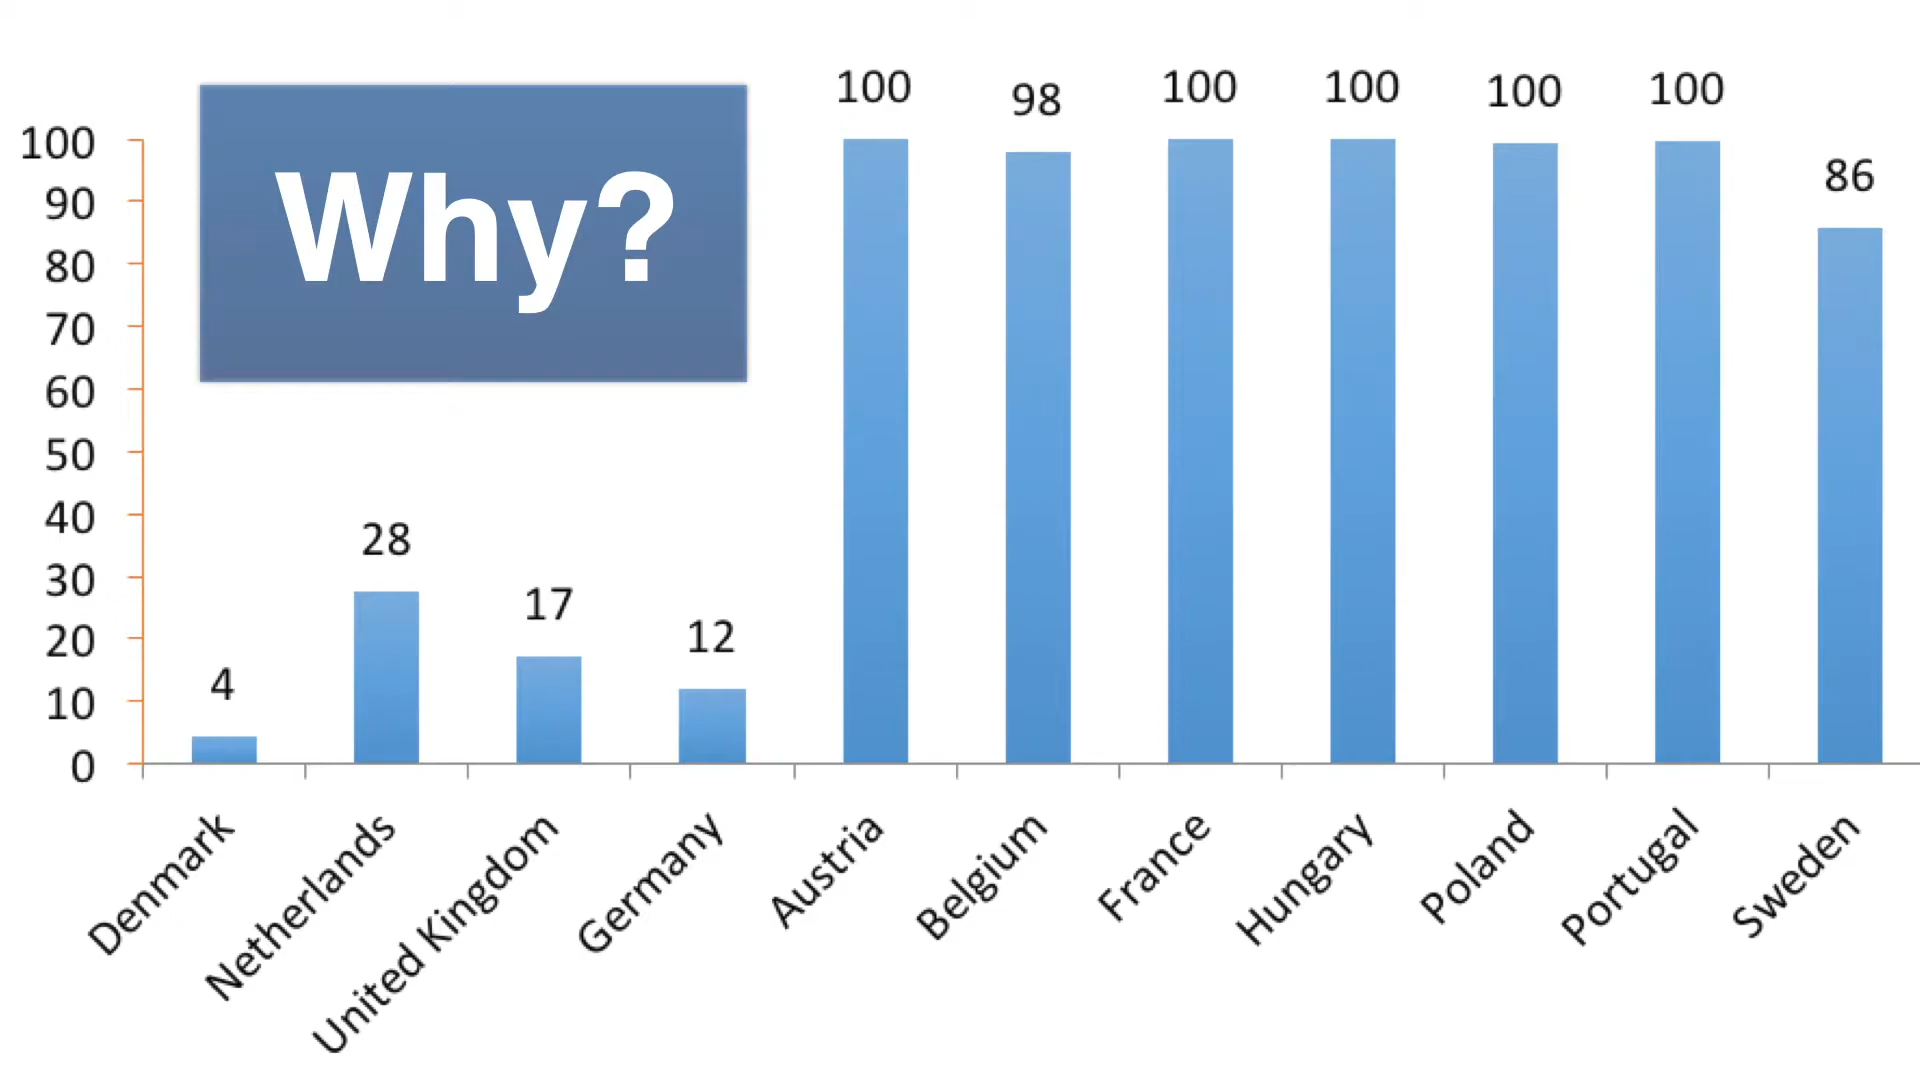 Why?
100
90
80
70
60
50
40
30
20
10
0
4
28
17
12
100
98
100
100
100
100
86
Denmark
Netherlands
United Kingdom
Germany
Austria
Belgium
France
Hungary
Poland
Portugal
Sweden